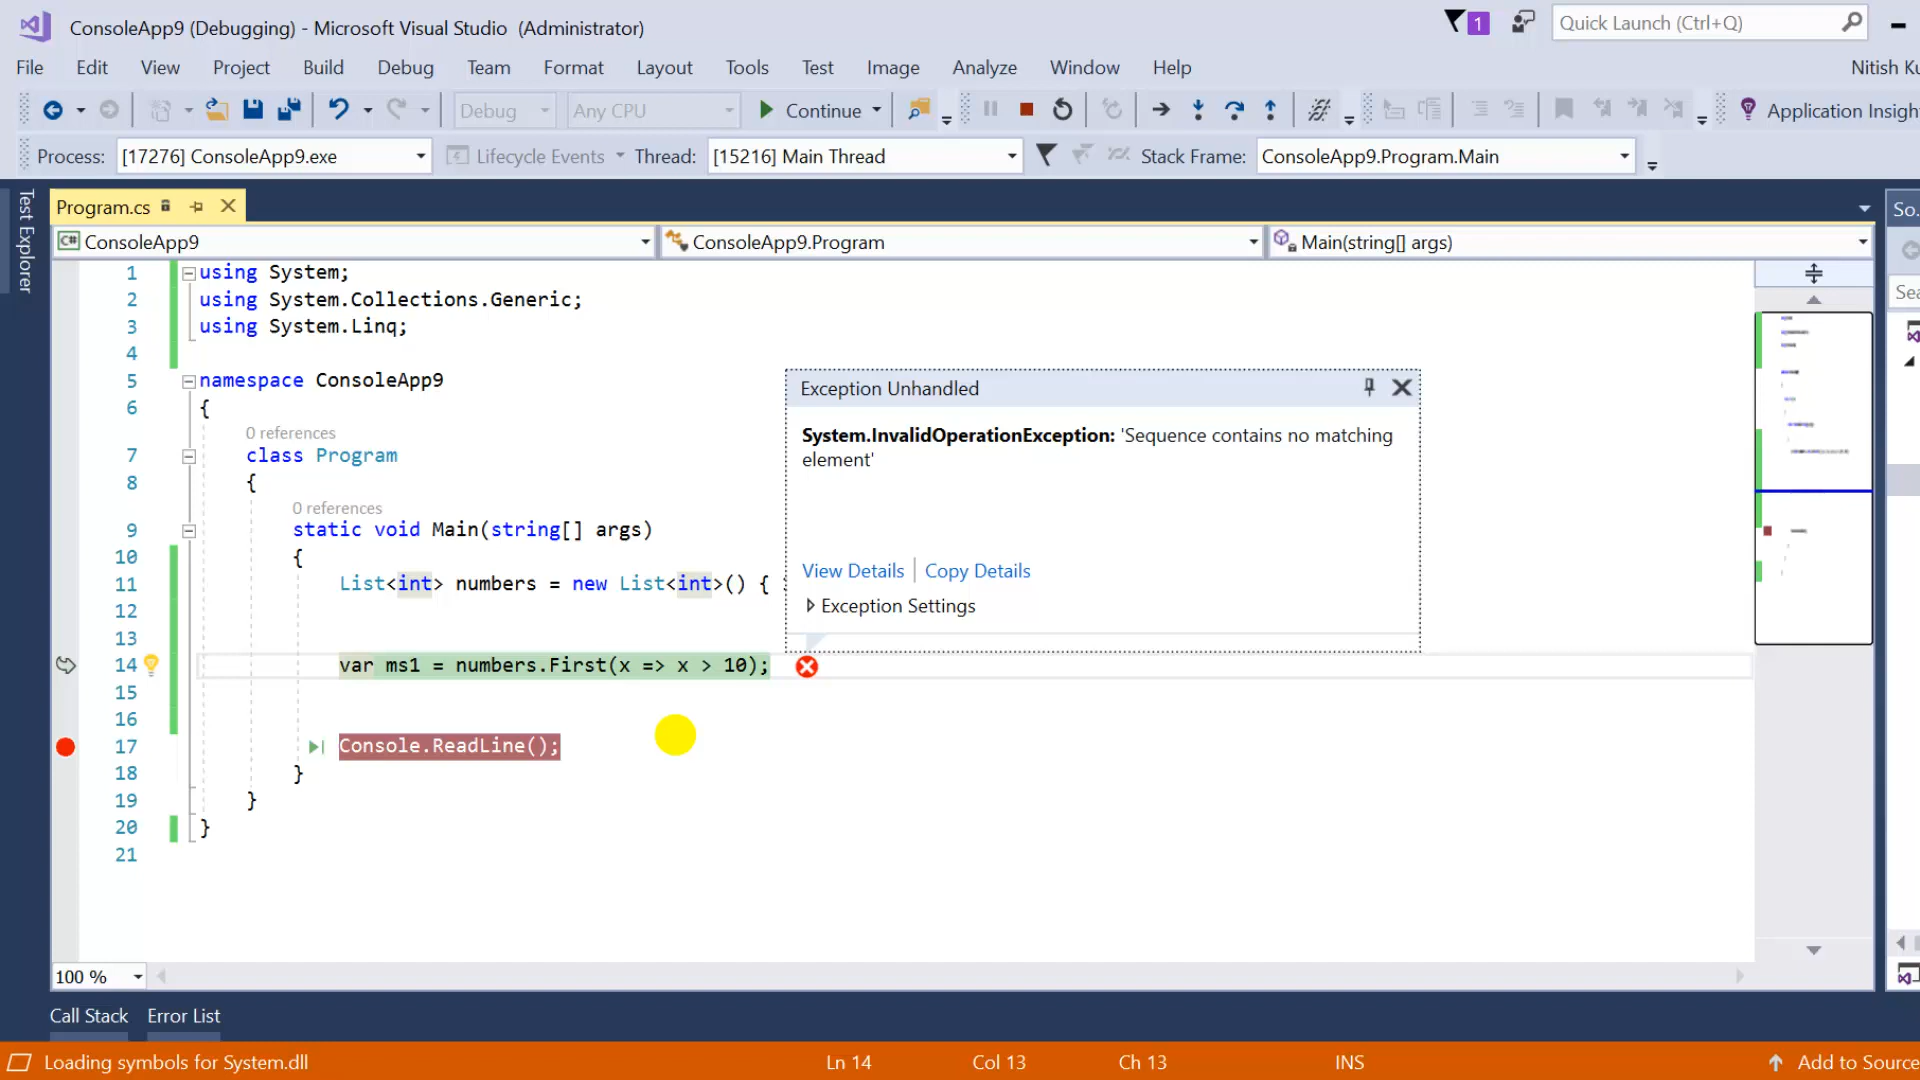 ConsoleApp9 (Debugging) - Microsoft Visual Studio (Administrator)
1
Quick Launch (Ctrl+Q)
File Edit View Project Build Debug Team Format Layout Tools Test Image Analyze Window Help
Nitish Ku
Debug Any CPU Continue Application Insigh
Process: [17276] ConsoleApp9.exe Lifecycle Events Thread: [15216] Main Thread Stack Frame: ConsoleApp9.Program.Main
Test Explorer
Program.cs
So.
C# ConsoleApp9 ConsoleApp9.Program Main(string[] args)
Sea
1 using System;
2 using System.Collections.Generic;
3 using System.Linq;
4
5 namespace ConsoleApp9
6 {
0 references
7 class Program
8 {
0 references
9 static void Main(string[] args)
10 {
11 List<int> numbers = new List<int>() {
12
13
14 var ms1 = numbers.First(x => x > 10);
15
16
17 Console.ReadLine();
18 }
19 }
20 }
21
Exception Unhandled
System.InvalidOperationException: 'Sequence contains no matching
element'
View Details Copy Details
Exception Settings
100 %
Call Stack Error List
Loading symbols for System.dll Ln 14 Col 13 Ch 13 INS Add to Source